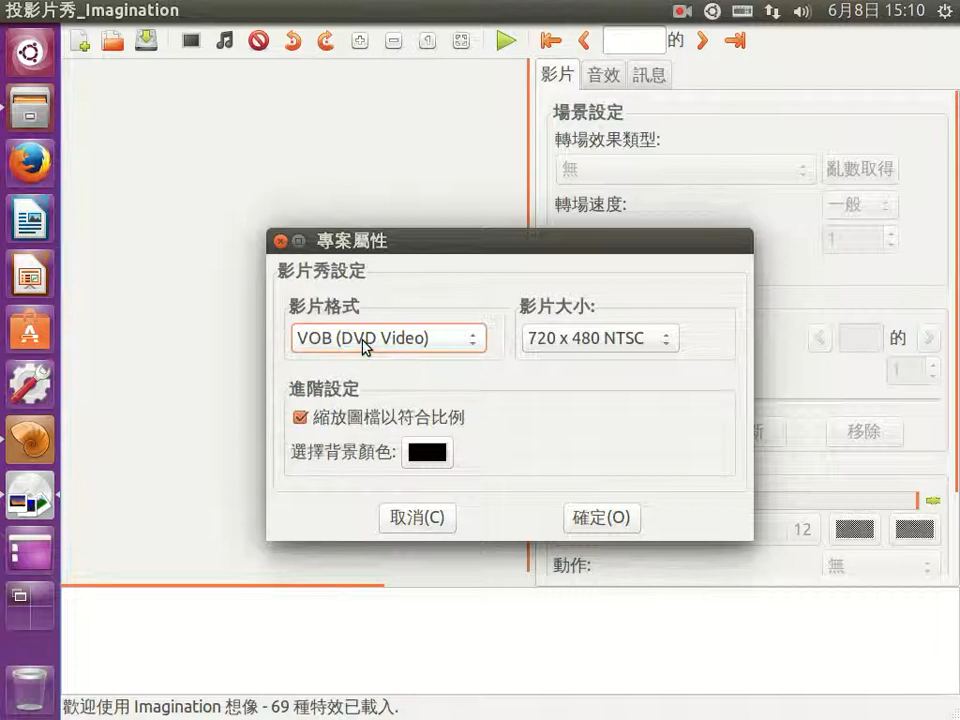 投影片秀_Imagination
6月8日 15:10
的
影片
音效
訊息
場景設定
轉場效果類型:
無
亂數取得
轉場速度:
一般
1
專案屬性
影片秀設定
影片格式
影片大小:
VOB (DVD Video)
720 x 480 NTSC
的
1
進階設定
縮放圖檔以符合比例
新
移除
選擇背景顏色:
取消(C)
確定(O)
12
動作:
無
歡迎使用 Imagination 想像 - 69 種特效已載入.